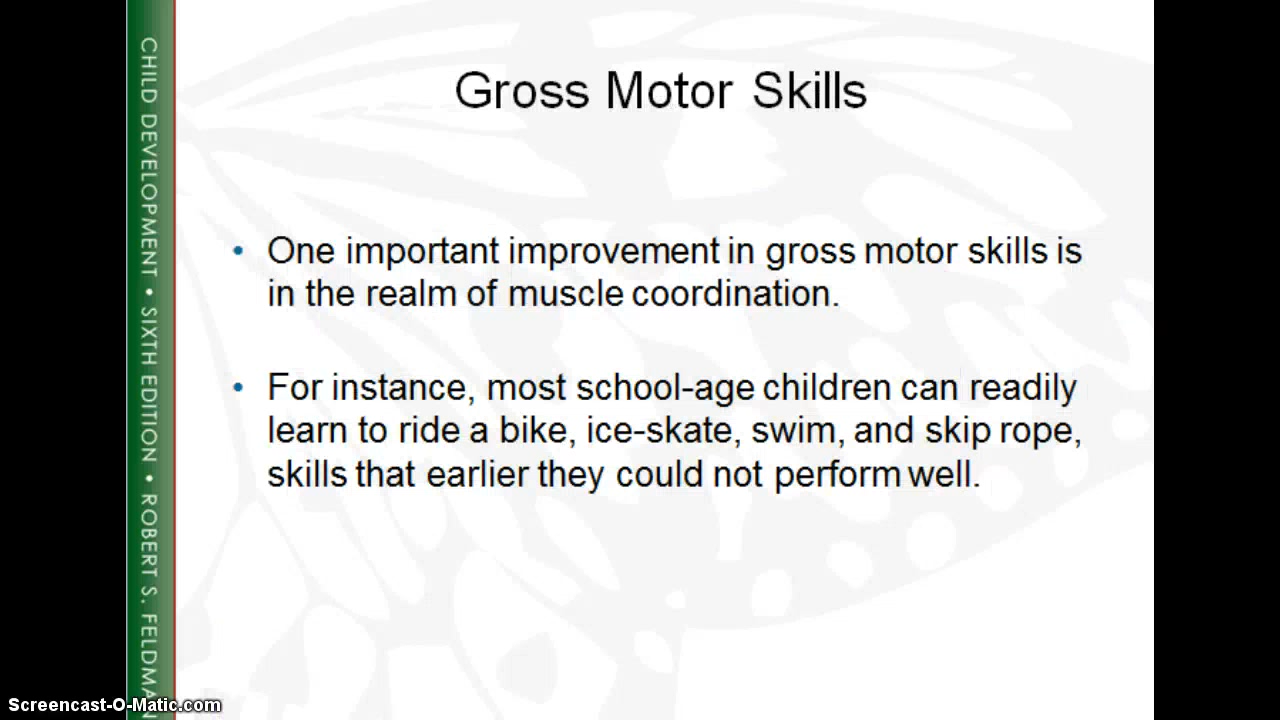 Gross Motor Skills
• One important improvement in gross motor skills is
in the realm of muscle coordination.
• For instance, most school-age children can readily
learn to ride a bike, ice-skate, swim, and skip rope,
skills that earlier they could not perform well.
CHILD DEVELOPMENT • SIXTH EDITION • ROBERT S. FELDMAN
Screencast-O-Matic.com